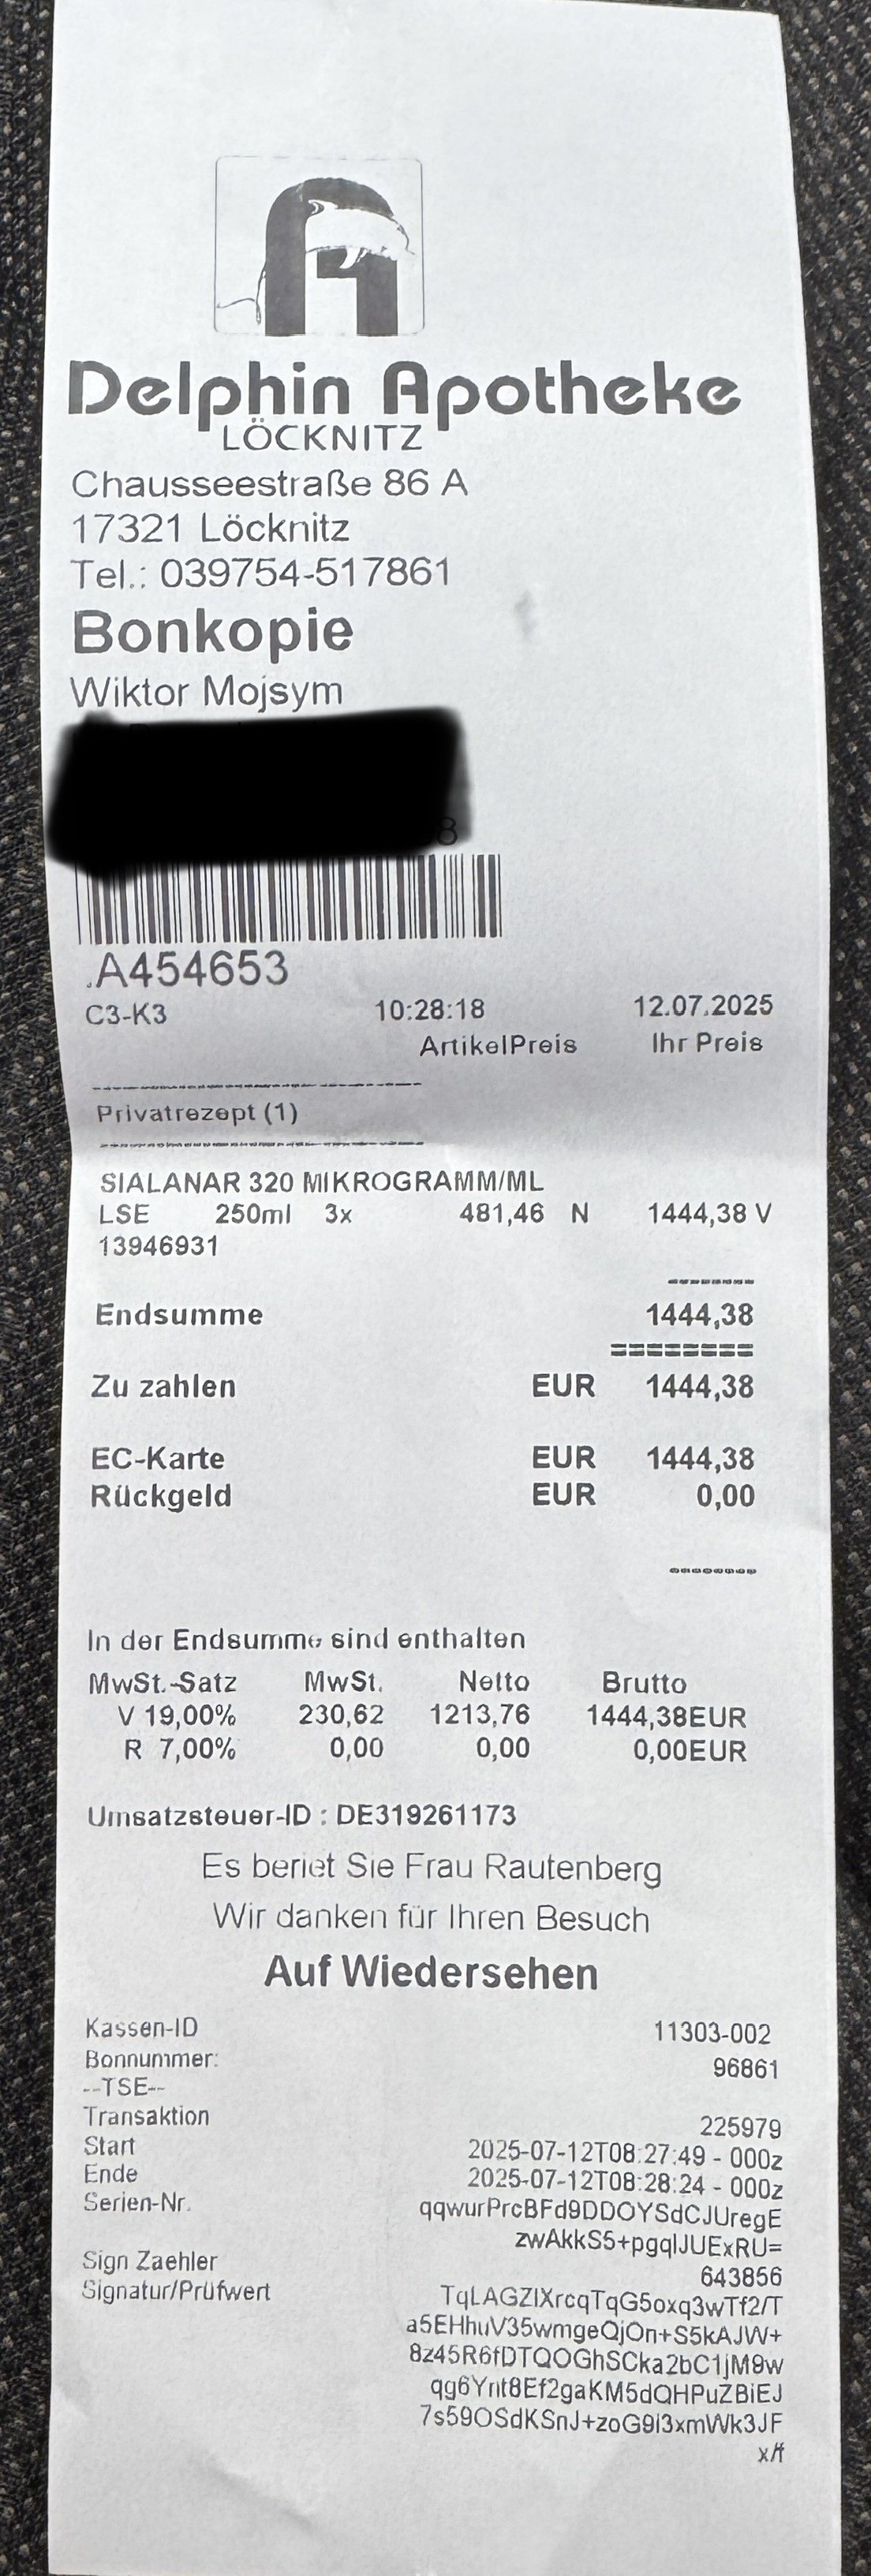 Delphin Apotheke
LÖCKNITZ
Chausseestraße 86 A
17321 Löcknitz
Tel.: 039754-517861
Bonkopie
Wiktor Mojsym
8
.A454653
C3-K3 10:28:18 12.07.2025
ArtikelPreis Ihr Preis
Privatrezept (1)
SIALANAR 320 MIKROGRAMM/ML
LSE 250ml 3x 481,46 N 1444,38 V
13946931
Endsumme 1444,38
========
Zu zahlen EUR 1444,38
EC-Karte EUR 1444,38
Rückgeld EUR 0,00
In der Endsumme sind enthalten
MwSt.-Satz MwSt. Netto Brutto
V 19,00% 230,62 1213,76 1444,38EUR
R 7,00% 0,00 0,00 0,00EUR
Umsatzsteuer-ID : DE319261173
Es beriet Sie Frau Rautenberg
Wir danken für Ihren Besuch
Auf Wiedersehen
Kassen-ID 11303-002
Bonnummer: 96861
--TSE--
Transaktion 225979
Start 2025-07-12T08:27:49 - 000z
Ende 2025-07-12T08:28:24 - 000z
Serien-Nr. qqwurPrcBFd9DDOYSdCJUregE
zwAkkS5+pgqlJUExRU=
Sign Zaehler 643856
Signatur/Prüfwert TqLAGZIXrcqTqG5oxq3wTf2/T
a5EHhuV35wmgeQjOn+S5kAJW+
8z45R6fDTQOGhSCka2bC1jM9w
qg6Ynt8Ef2gaKM5dQHPuZBiEJ
7s59OSdKSnJ+zoG9i3xmWk3JF